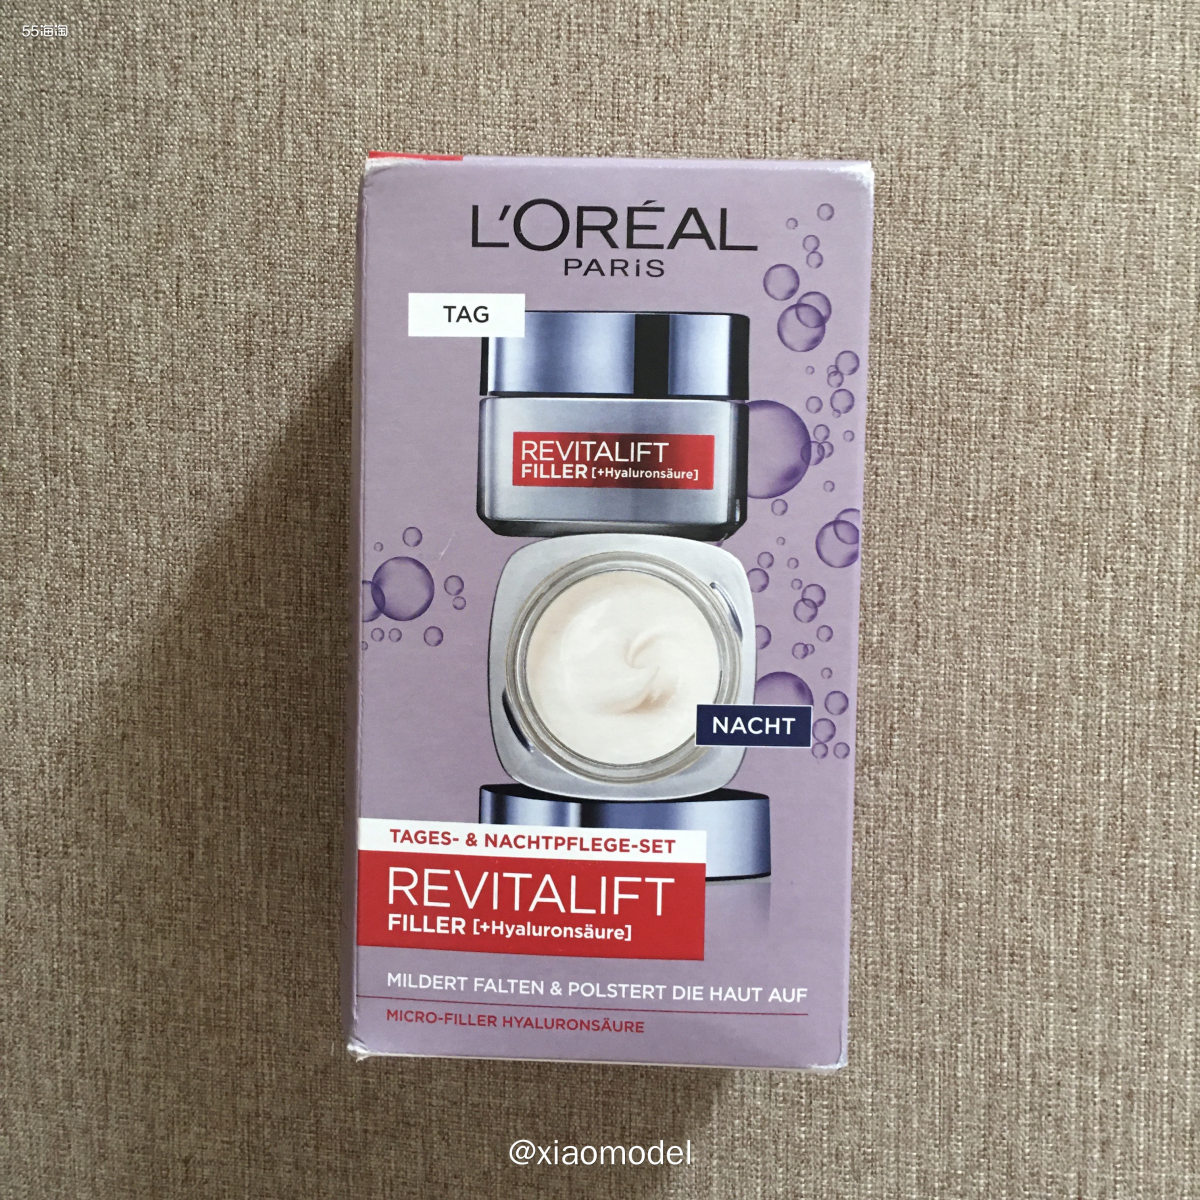 55海淘
L'ORÉAL
PARiS
TAG
REVITALIFT
FILLER [+Hyaluronsäure]
NACHT
TAGES- & NACHTPFLEGE-SET
REVITALIFT
FILLER [+Hyaluronsäure]
MILDERT FALTEN & POLSTERT DIE HAUT AUF
MICRO-FILLER HYALURONSÄURE
@xiaomodel